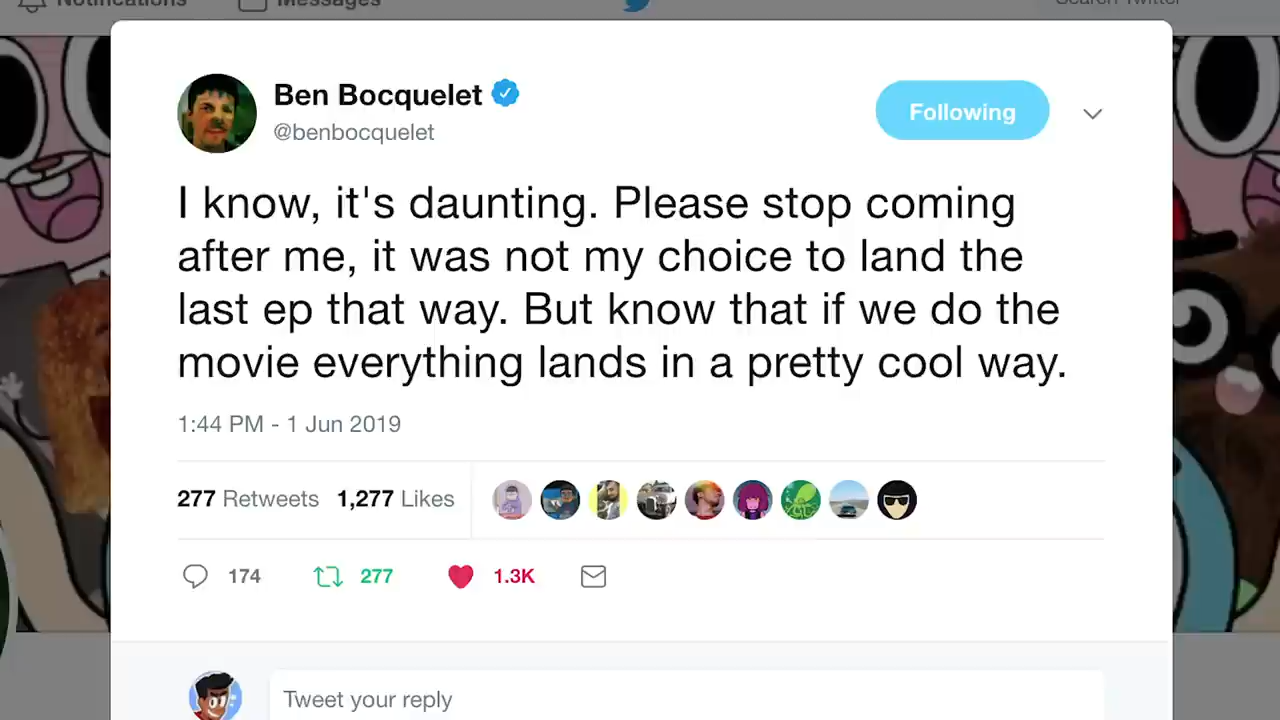 Notifications
Messages
Search Twitter
Ben Bocquelet
@benbocquelet
Following
I know, it's daunting. Please stop coming
after me, it was not my choice to land the
last ep that way. But know that if we do the
movie everything lands in a pretty cool way.
1:44 PM - 1 Jun 2019
277 Retweets 1,277 Likes
174 277 1.3K
Tweet your reply